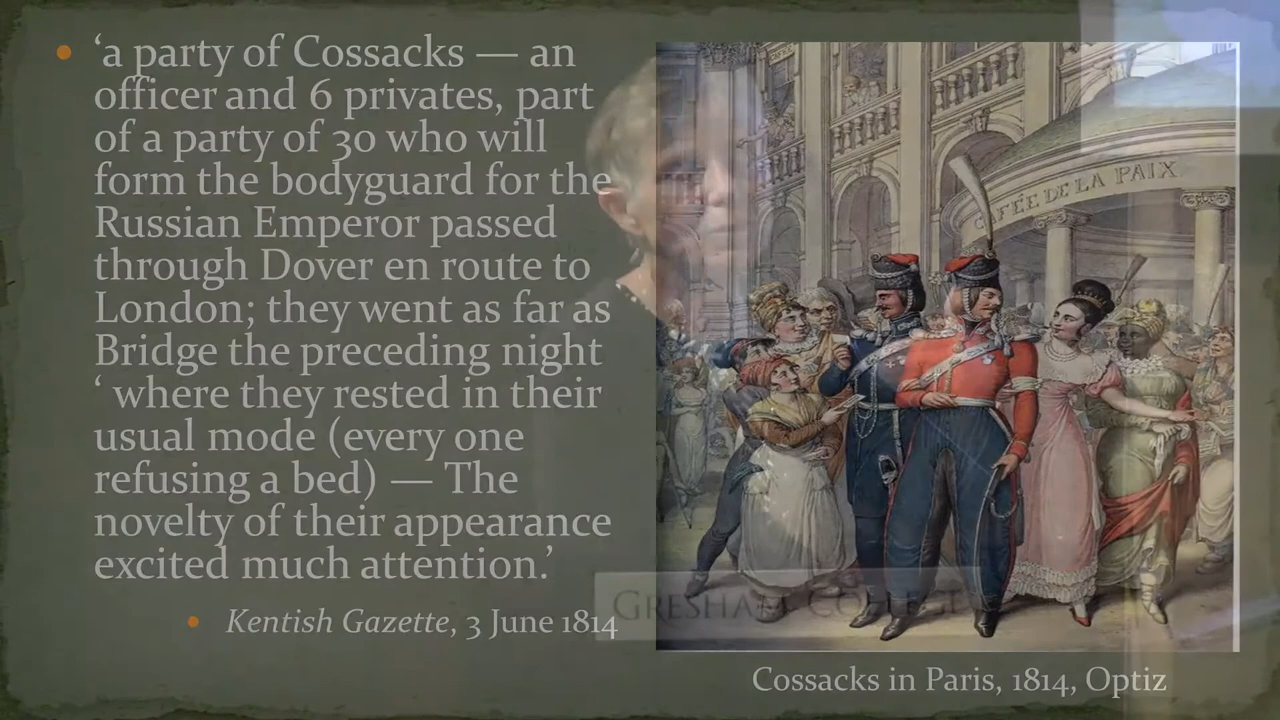 ‘a party of Cossacks — an
officer and 6 privates, part
of a party of 30 who will
form the bodyguard for the
Russian Emperor passed
through Dover en route to
London; they went as far as
Bridge the preceding night
‘ where they rested in their
usual mode (every one
refusing a bed) — The
novelty of their appearance
excited much attention.’
Kentish Gazette, 3 June 1814
CAFÉE DE LA PAIX
GRESHAM COLLEGE
Cossacks in Paris, 1814, Optiz